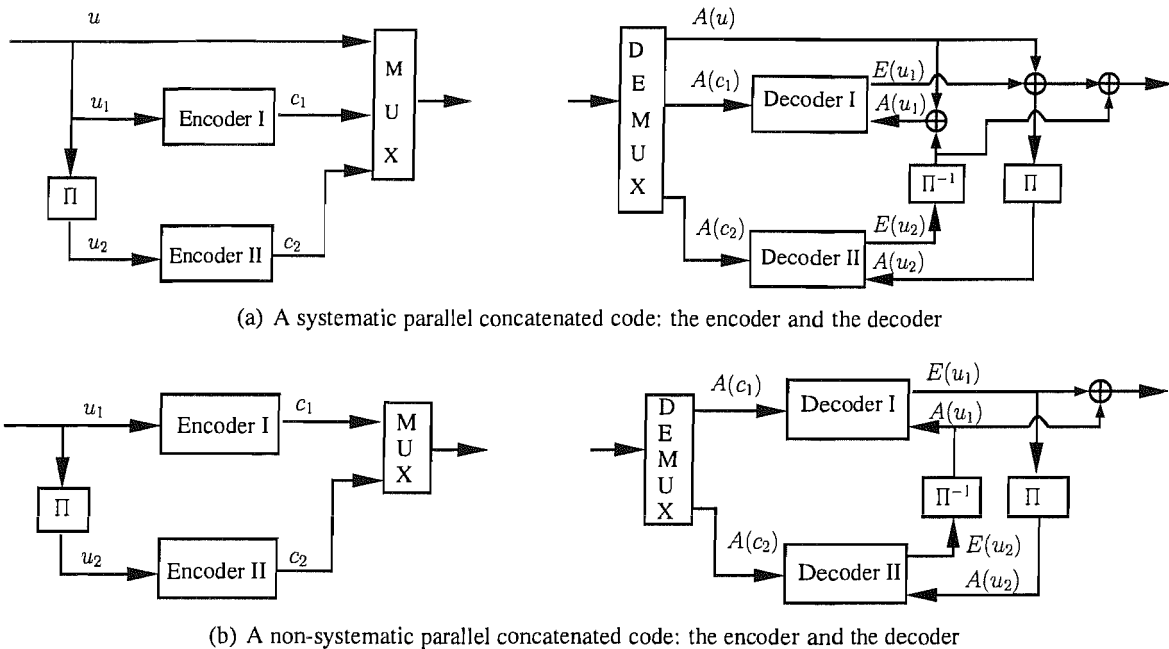 u
u₁
Encoder I
c₁
M
U
X
Π
u₂
Encoder II
c₂
D
E
M
U
X
A(u)
A(c₁)
Decoder I
E(u₁)
A(u₁)
Π⁻¹
Π
A(c₂)
Decoder II
E(u₂)
A(u₂)
(a) A systematic parallel concatenated code: the encoder and the decoder
u₁
Encoder I
c₁
M
U
X
Π
u₂
Encoder II
c₂
D
E
M
U
X
A(c₁)
Decoder I
E(u₁)
A(u₁)
Π⁻¹
Π
A(c₂)
Decoder II
E(u₂)
A(u₂)
(b) A non-systematic parallel concatenated code: the encoder and the decoder